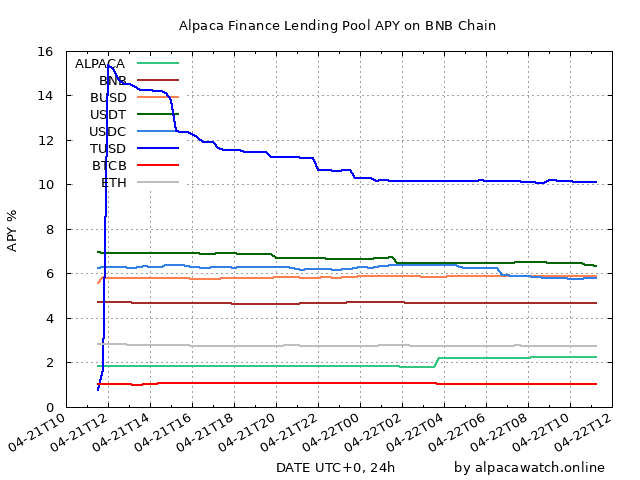 Alpaca Finance Lending Pool APY on BNB Chain
APY %
16
14
12
10
8
6
4
2
0
ALPACA
BNB
BUSD
USDT
USDC
TUSD
BTCB
ETH
04-21T10
04-21T12
04-21T14
04-21T16
04-21T18
04-21T20
04-21T22
04-22T00
04-22T02
04-22T04
04-22T06
04-22T08
04-22T10
04-22T12
DATE UTC+0, 24h
by alpacawatch.online